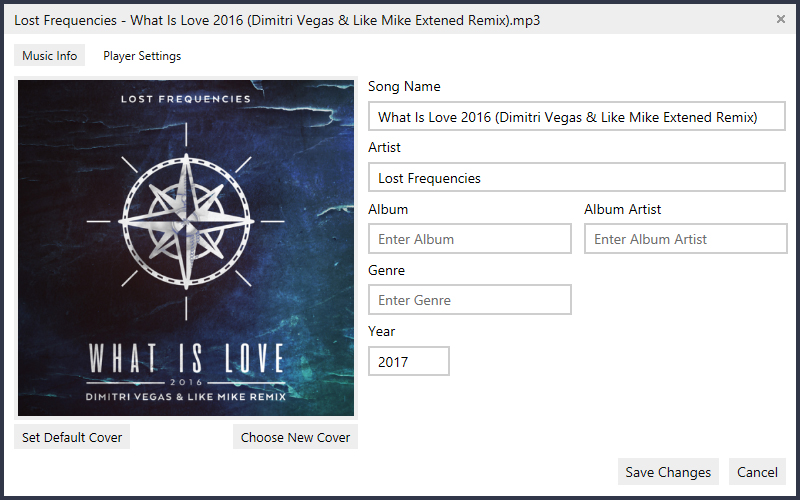 Lost Frequencies - What Is Love 2016 (Dimitri Vegas & Like Mike Extened Remix).mp3
Music Info Player Settings
LOST FREQUENCIES
WHAT IS LOVE
2016
DIMITRI VEGAS & LIKE MIKE REMIX
Set Default Cover Choose New Cover
Song Name
What Is Love 2016 (Dimitri Vegas & Like Mike Extened Remix)
Artist
Lost Frequencies
Album Album Artist
Enter Album Enter Album Artist
Genre
Enter Genre
Year
2017
Save Changes Cancel